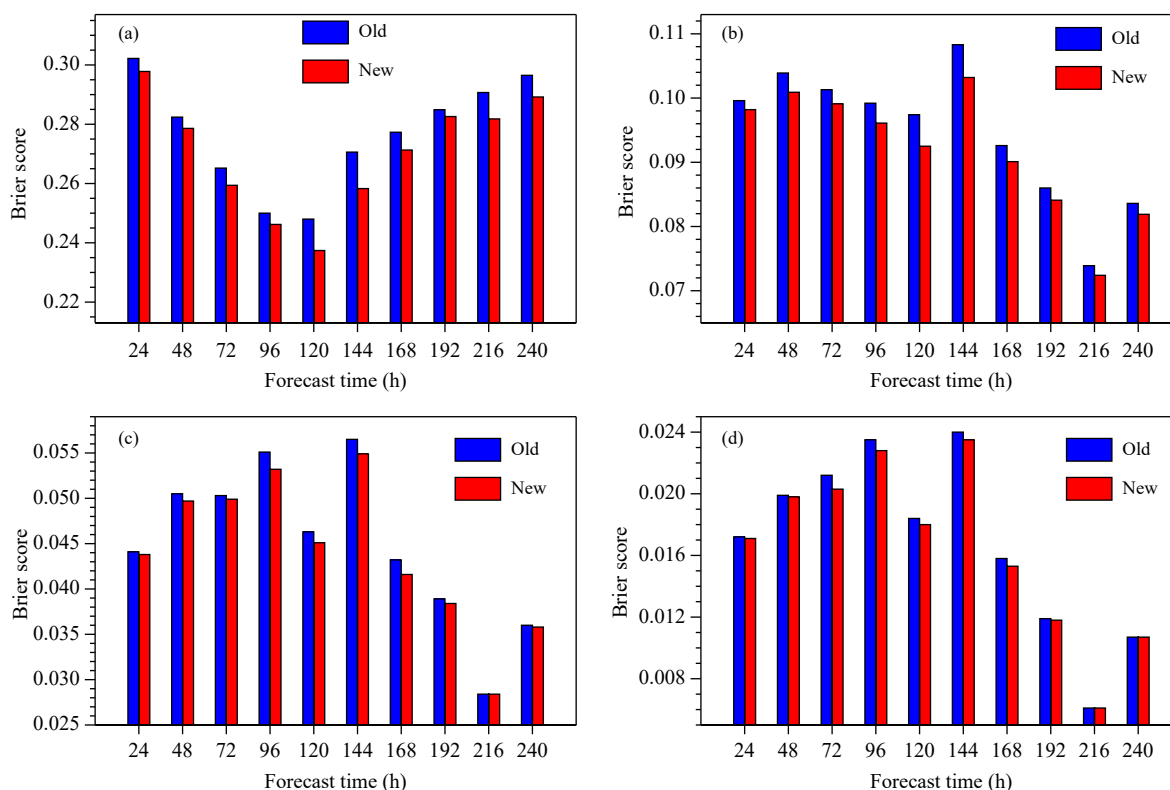 (a)
Old
New
0.30
0.28
0.26
0.24
0.22
Brier score
24 48 72 96 120 144 168 192 216 240
Forecast time (h)
(b)
Old
New
0.11
0.10
0.09
0.08
0.07
Brier score
24 48 72 96 120 144 168 192 216 240
Forecast time (h)
(c)
Old
New
0.055
0.050
0.045
0.040
0.035
0.030
0.025
Brier score
24 48 72 96 120 144 168 192 216 240
Forecast time (h)
(d)
Old
New
0.024
0.020
0.016
0.012
0.008
Brier score
24 48 72 96 120 144 168 192 216 240
Forecast time (h)